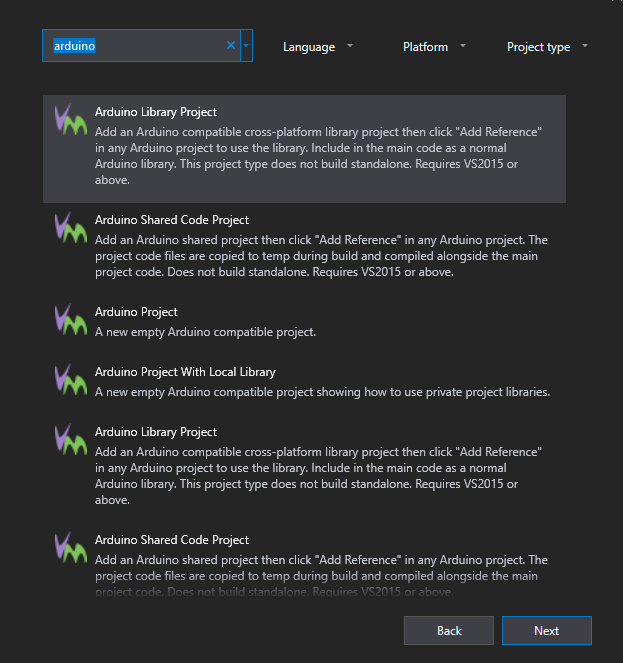 arduino
Language
Platform
Project type
Arduino Library Project
Add an Arduino compatible cross-platform library project then click "Add Reference"
in any Arduino project to use the library. Include in the main code as a normal
Arduino library. This project type does not build standalone. Requires VS2015 or
above.
Arduino Shared Code Project
Add an Arduino shared project then click "Add Reference" in any Arduino project. The
project code files are copied to temp during build and compiled alongside the main
project code. Does not build standalone. Requires VS2015 or above.
Arduino Project
A new empty Arduino compatible project.
Arduino Project With Local Library
A new empty Arduino compatible project showing how to use private project libraries.
Arduino Library Project
Add an Arduino compatible cross-platform library project then click "Add Reference"
in any Arduino project to use the library. Include in the main code as a normal
Arduino library. This project type does not build standalone. Requires VS2015 or
above.
Arduino Shared Code Project
Add an Arduino shared project then click "Add Reference" in any Arduino project. The
project code files are copied to temp during build and compiled alongside the main
project code. Does not build standalone. Requires VS2015 or above.
Back
Next